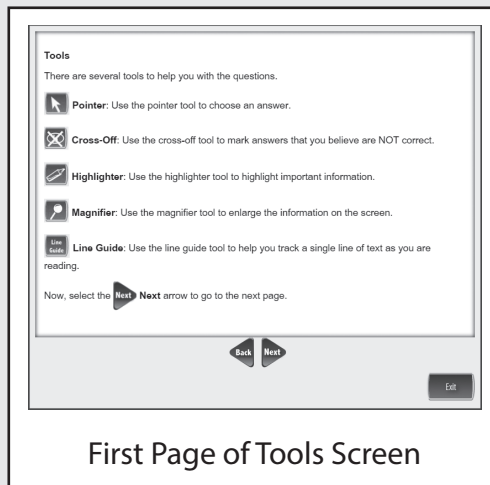 Tools
There are several tools to help you with the questions.
Pointer: Use the pointer tool to choose an answer.
Cross-Off: Use the cross-off tool to mark answers that you believe are NOT correct.
Highlighter: Use the highlighter tool to highlight important information.
Magnifier: Use the magnifier tool to enlarge the information on the screen.
Line
Guide
Line Guide: Use the line guide tool to help you track a single line of text as you are
reading.
Now, select the Next Next arrow to go to the next page.
Back Next
Exit
First Page of Tools Screen